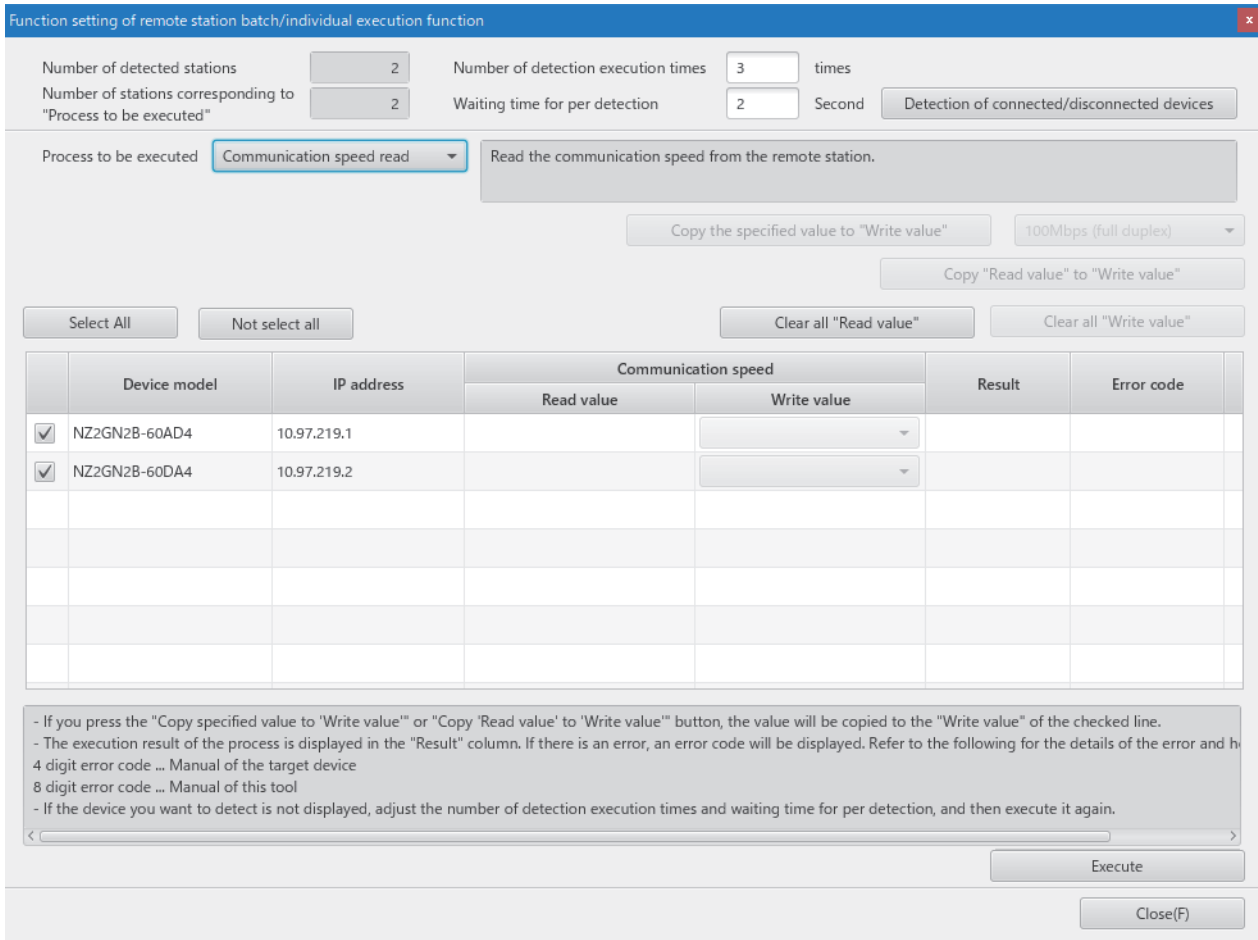 Function setting of remote station batch/individual execution function
x
Number of detected stations 2 Number of detection execution times 3 times
Number of stations corresponding to
"Process to be executed" 2 Waiting time for per detection 2 Second Detection of connected/disconnected devices
Process to be executed Communication speed read Read the communication speed from the remote station.
Copy the specified value to "Write value" 100Mbps (full duplex)
Copy "Read value" to "Write value"
Select All Not select all Clear all "Read value" Clear all "Write value"
Device model IP address Communication speed Result Error code
Read value Write value
NZ2GN2B-60AD4 10.97.219.1
NZ2GN2B-60DA4 10.97.219.2
- If you press the "Copy specified value to 'Write value'" or "Copy 'Read value' to 'Write value'" button, the value will be copied to the "Write value" of the checked line.
- The execution result of the process is displayed in the "Result" column. If there is an error, an error code will be displayed. Refer to the following for the details of the error and
4 digit error code ... Manual of the target device
8 digit error code ... Manual of this tool
- If the device you want to detect is not displayed, adjust the number of detection execution times and waiting time for per detection, and then execute it again.
Execute
Close(F)